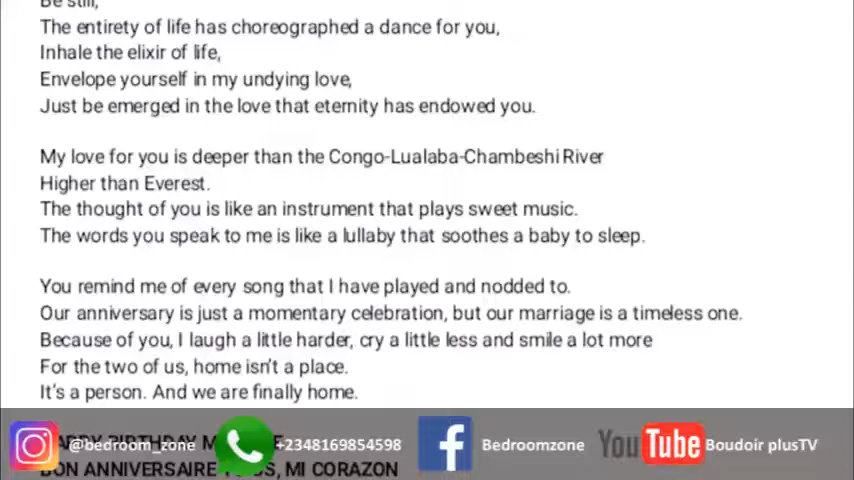 Be still,
The entirety of life has choreographed a dance for you,
Inhale the elixir of life,
Envelope yourself in my undying love,
Just be emerged in the love that eternity has endowed you.
My love for you is deeper than the Congo-Lualaba-Chambeshi River
Higher than Everest.
The thought of you is like an instrument that plays sweet music.
The words you speak to me is like a lullaby that soothes a baby to sleep.
You remind me of every song that I have played and nodded to.
Our anniversary is just a momentary celebration, but our marriage is a timeless one.
Because of you, I laugh a little harder, cry a little less and smile a lot more
For the two of us, home isn't a place.
It's a person. And we are finally home.
HAPPY BIRTHDAY
@bedroom_zone +2348169854598 Bedroomzone YouTube Boudoir plusTV
BON ANNIVERSAIRE MI CORAZON